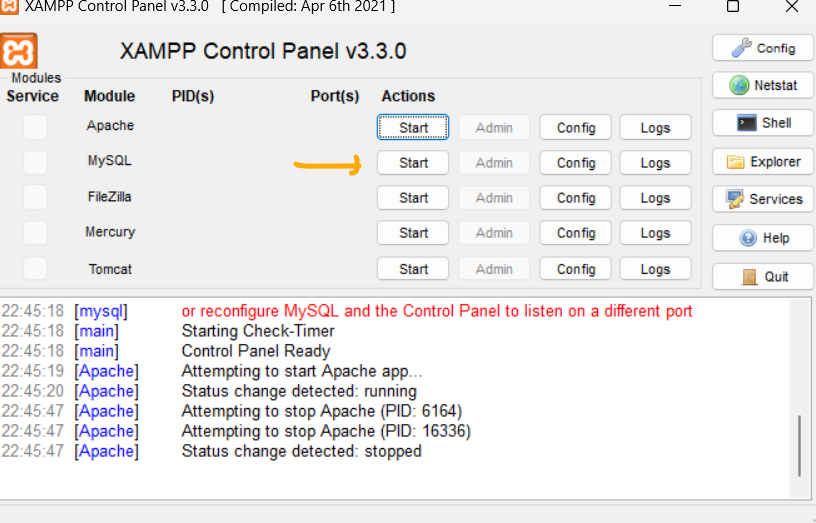 XAMPP Control Panel v3.3.0 [ Compiled: Apr 6th 2021 ]
XAMPP Control Panel v3.3.0
Config
Modules
Service Module PID(s) Port(s) Actions
Netstat
Apache Start Admin Config Logs
Shell
MySQL Start Admin Config Logs
Explorer
FileZilla Start Admin Config Logs
Services
Mercury Start Admin Config Logs
Help
Tomcat Start Admin Config Logs
Quit
22:45:18 [mysql] or reconfigure MySQL and the Control Panel to listen on a different port
22:45:18 [main] Starting Check-Timer
22:45:18 [main] Control Panel Ready
22:45:19 [Apache] Attempting to start Apache app...
22:45:20 [Apache] Status change detected: running
22:45:47 [Apache] Attempting to stop Apache (PID: 6164)
22:45:47 [Apache] Attempting to stop Apache (PID: 16336)
22:45:47 [Apache] Status change detected: stopped